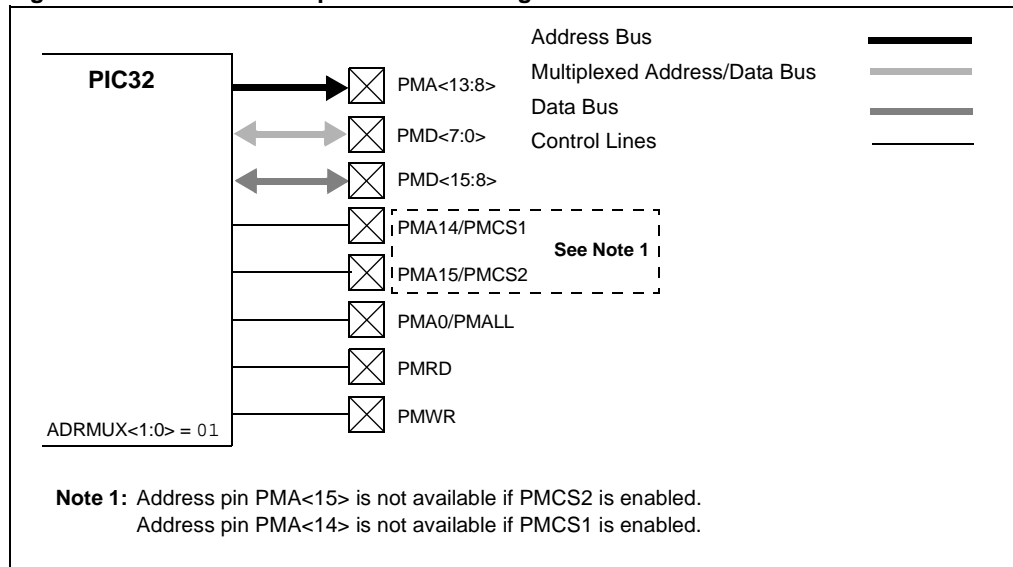 PIC32
PMA<13:8>
PMD<7:0>
PMD<15:8>
PMA14/PMCS1
PMA15/PMCS2
See Note 1
PMA0/PMALL
PMRD
PMWR
ADRMUX<1:0> = 01
Address Bus
Multiplexed Address/Data Bus
Data Bus
Control Lines
Note 1: Address pin PMA<15> is not available if PMCS2 is enabled.
Address pin PMA<14> is not available if PMCS1 is enabled.